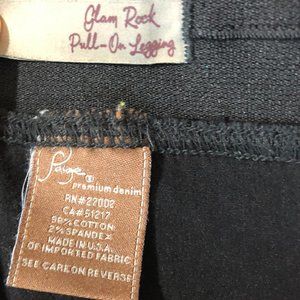 Glam Rock
Pull-On Legging
Paige ®
premium denim
RN#22002
CA#51217
98% COTTON
2% SPANDEX
MADE IN U.S.A.
OF IMPORTED FABRIC
SEE CARE ON REVERSE